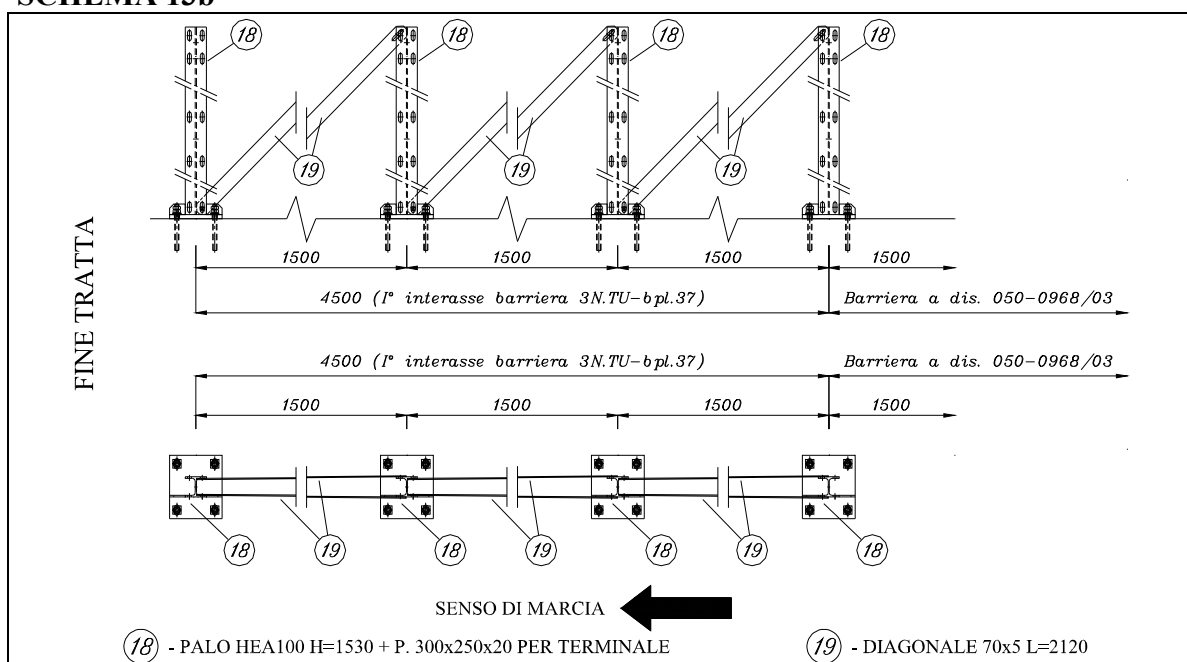 SCHEMA 15b
18 18 18 18
19 19 19
FINE TRATTA
1500 1500 1500 1500
4500 (I° interasse barriera 3N.TU-bpl.37) Barriera a dis. 050-0968/03
4500 (I° interasse barriera 3N.TU-bpl.37) Barriera a dis. 050-0968/03
1500 1500 1500 1500
18 19 18 19 18 19 18
SENSO DI MARCIA
18 - PALO HEA100 H=1530 + P. 300x250x20 PER TERMINALE 19 - DIAGONALE 70x5 L=2120